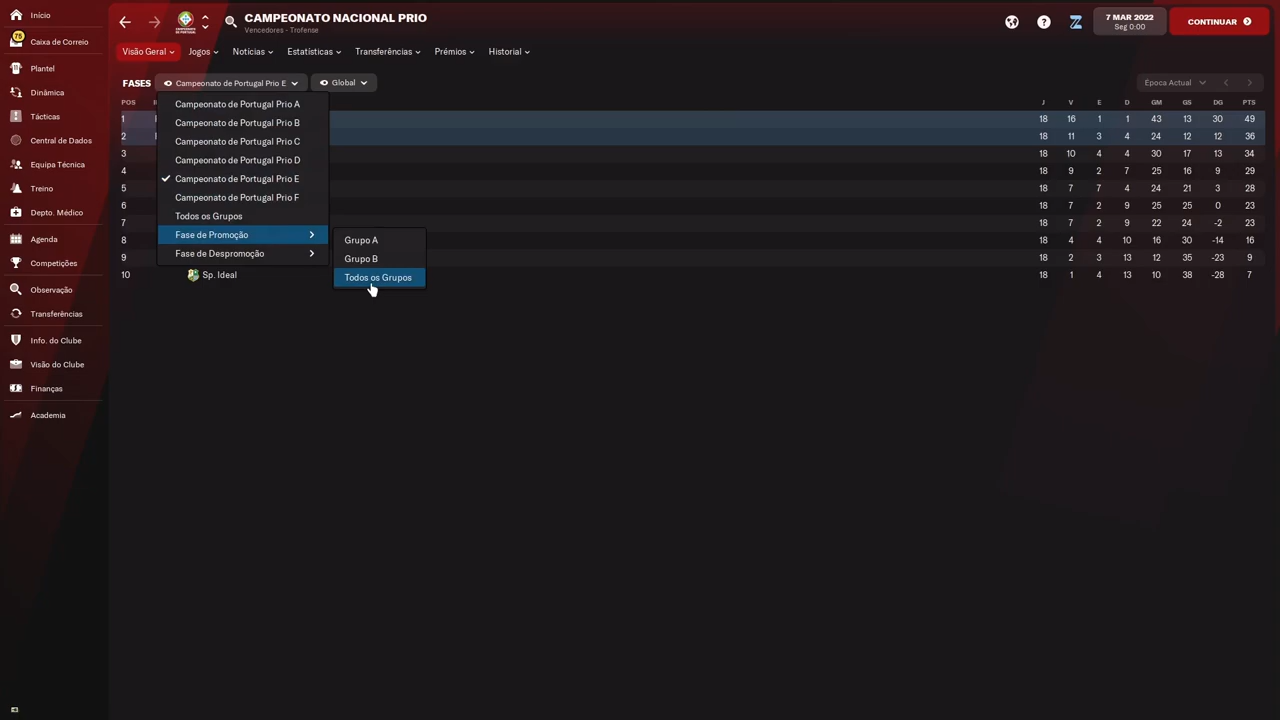 Início
75
Caixa de Correio
Plantel
Dinâmica
Tácticas
Central de Dados
Equipa Técnica
Treino
Depto. Médico
Agenda
Competições
Observação
Transferências
Info. do Clube
Visão do Clube
Finanças
Academia
CAMPEONATO NACIONAL PRIO
Vencedores - Trofense
7 MAR 2022
Seg 0:00
CONTINUAR
Visão Geral
Jogos
Notícias
Estatísticas
Transferências
Prémios
Historial
FASES
Campeonato de Portugal Prio E
Global
Época Actual
Campeonato de Portugal Prio A
Campeonato de Portugal Prio B
Campeonato de Portugal Prio C
Campeonato de Portugal Prio D
Campeonato de Portugal Prio E
Campeonato de Portugal Prio F
Todos os Grupos
Fase de Promoção
Fase de Despromoção
Grupo A
Grupo B
Todos os Grupos
POS J V E D GM GS DG PTS
1 18 16 1 1 43 13 30 49
2 18 11 3 4 24 12 12 36
3 18 10 4 4 30 17 13 34
4 18 9 2 7 25 16 9 29
5 18 7 7 4 24 21 3 28
6 18 7 2 9 25 25 0 23
7 18 7 2 9 22 24 -2 23
8 18 4 4 10 16 30 -14 16
9 18 2 3 13 12 35 -23 9
10 Sp. Ideal 18 1 4 13 10 38 -28 7